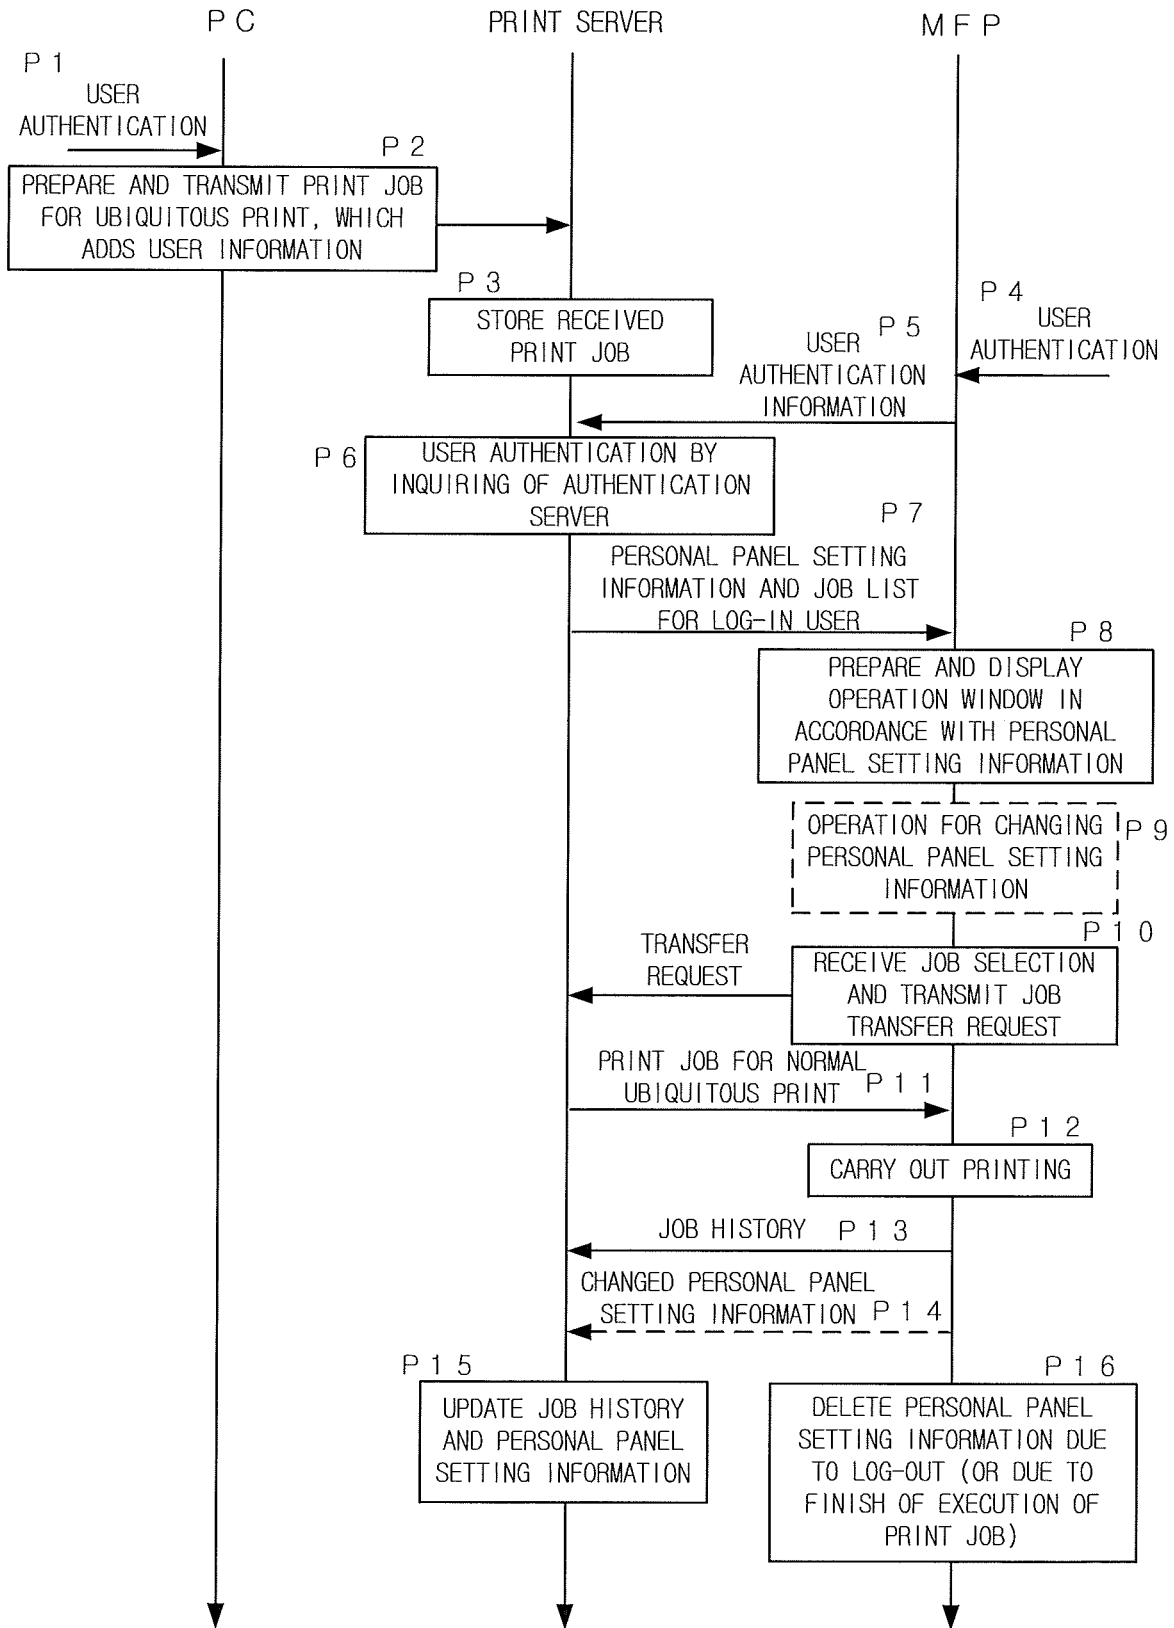 PC
PRINT SERVER
MFP
P1
USER
AUTHENTICATION
P2
PREPARE AND TRANSMIT PRINT JOB
FOR UBIQUITOUS PRINT, WHICH
ADDS USER INFORMATION
P3
STORE RECEIVED
PRINT JOB
P4
USER
AUTHENTICATION
P5
USER
AUTHENTICATION
INFORMATION
P6
USER AUTHENTICATION BY
INQUIRING OF AUTHENTICATION
SERVER
P7
PERSONAL PANEL SETTING
INFORMATION AND JOB LIST
FOR LOG-IN USER
P8
PREPARE AND DISPLAY
OPERATION WINDOW IN
ACCORDANCE WITH PERSONAL
PANEL SETTING INFORMATION
OPERATION FOR CHANGING
PERSONAL PANEL SETTING
INFORMATION
P9
P10
TRANSFER
REQUEST
RECEIVE JOB SELECTION
AND TRANSMIT JOB
TRANSFER REQUEST
PRINT JOB FOR NORMAL
UBIQUITOUS PRINT
P11
P12
CARRY OUT PRINTING
JOB HISTORY
P13
CHANGED PERSONAL PANEL
SETTING INFORMATION
P14
P15
UPDATE JOB HISTORY
AND PERSONAL PANEL
SETTING INFORMATION
P16
DELETE PERSONAL PANEL
SETTING INFORMATION DUE
TO LOG-OUT (OR DUE TO
FINISH OF EXECUTION OF
PRINT JOB)